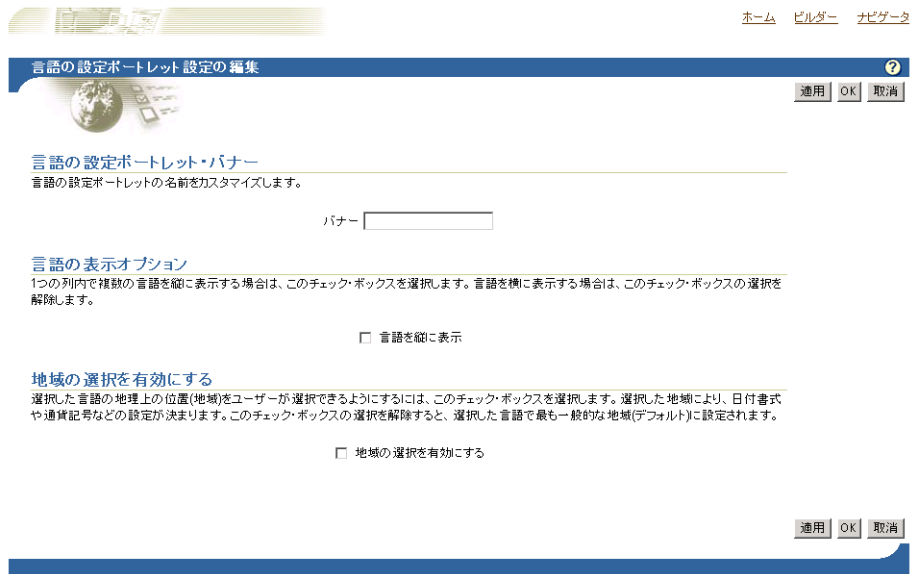 ホーム ビルダー ナビゲータ
言語の設定ポートレット設定の編集 ?
適用 OK 取消
言語の設定ポートレット・バナー
言語の設定ポートレットの名前をカスタマイズします。
バナー
言語の表示オプション
1つの列内で複数の言語を縦に表示する場合は、このチェック・ボックスを選択します。言語を横に表示する場合は、このチェック・ボックスの選択を
解除します。
言語を縦に表示
地域の選択を有効にする
選択した言語の地理上の位置(地域)をユーザーが選択できるようにするには、このチェック・ボックスを選択します。選択した地域により、日付書式
や通貨記号などの設定が決まります。このチェック・ボックスの選択を解除すると、選択した言語で最も一般的な地域(デフォルト)に設定されます。
地域の選択を有効にする
適用 OK 取消